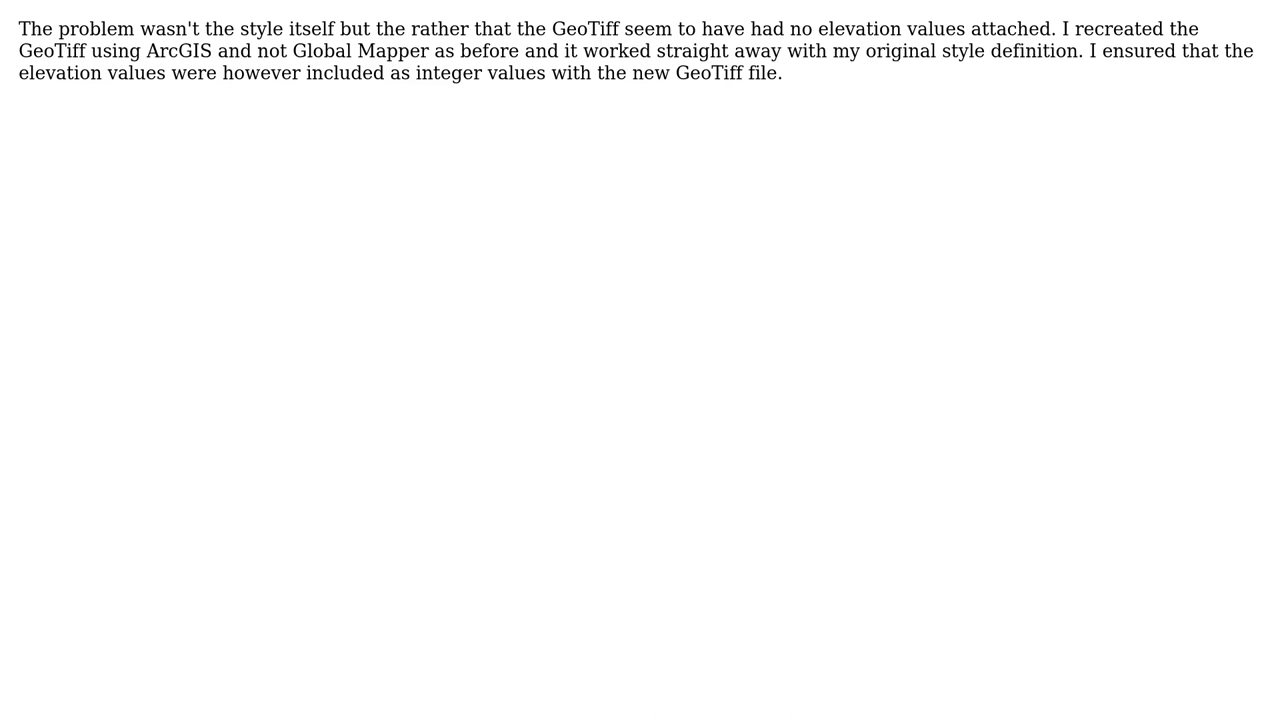 The problem wasn't the style itself but the rather that the GeoTiff seem to have had no elevation values attached. I recreated the
GeoTiff using ArcGIS and not Global Mapper as before and it worked straight away with my original style definition. I ensured that the
elevation values were however included as integer values with the new GeoTiff file.